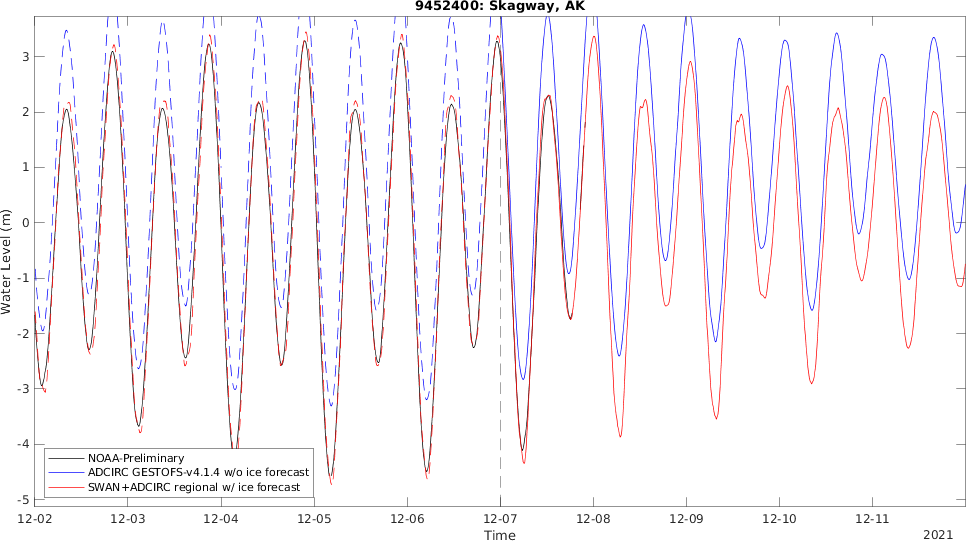 9452400: Skagway, AK
3
2
1
0
-1
-2
-3
-4
-5
Water Level (m)
NOAA-Preliminary
ADCIRC GESTOFS-v4.1.4 w/o ice forecast
SWAN+ADCIRC regional w/ ice forecast
12-02 12-03 12-04 12-05 12-06 12-07 12-08 12-09 12-10 12-11
Time
2021